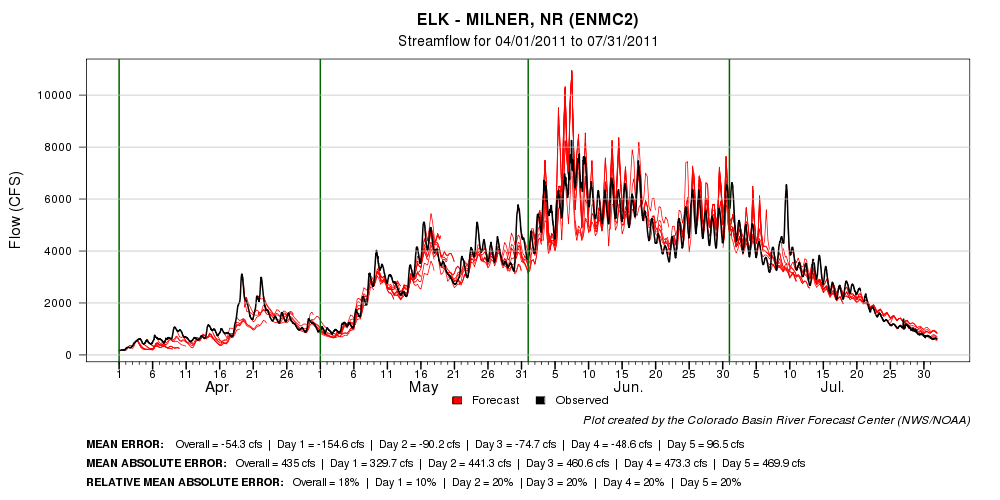 ELK - MILNER, NR (ENMC2)
Streamflow for 04/01/2011 to 07/31/2011
Flow (CFS)
10000
8000
6000
4000
2000
0
1 6 11 16 21 26 1 6 11 16 21 26 31 5 10 15 20 25 30 5 10 15 20 25 30
Apr. May Jun. Jul.
Forecast Observed
Plot created by the Colorado Basin River Forecast Center (NWS/NOAA)
MEAN ERROR: Overall = -54.3 cfs | Day 1 = -154.6 cfs | Day 2 = -90.2 cfs | Day 3 = -74.7 cfs | Day 4 = -48.6 cfs | Day 5 = 96.5 cfs
MEAN ABSOLUTE ERROR: Overall = 435 cfs | Day 1 = 329.7 cfs | Day 2 = 441.3 cfs | Day 3 = 460.6 cfs | Day 4 = 473.3 cfs | Day 5 = 469.9 cfs
RELATIVE MEAN ABSOLUTE ERROR: Overall = 18% | Day 1 = 10% | Day 2 = 20% | Day 3 = 20% | Day 4 = 20% | Day 5 = 20%